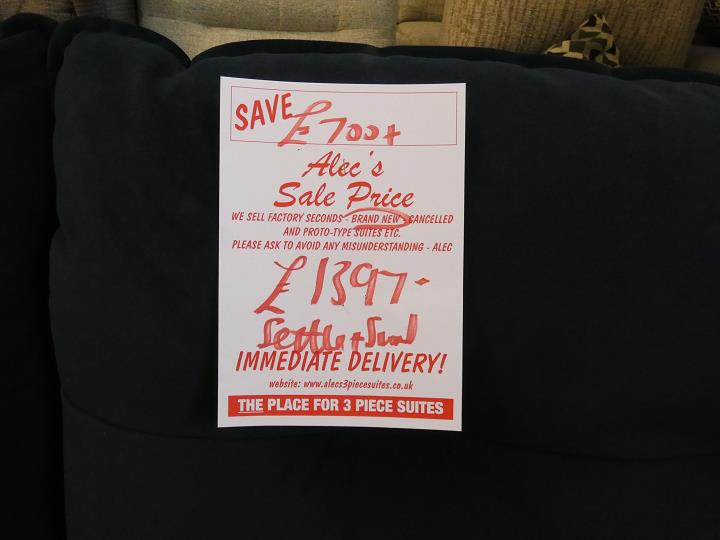 SAVE £700+
Alec's
Sale Price
WE SELL FACTORY SECONDS - BRAND NEW - CANCELLED
AND PROTO-TYPE SUITES ETC.
PLEASE ASK TO AVOID ANY MISUNDERSTANDING - ALEC
£1397-
IMMEDIATE DELIVERY!
website: www.alecs3piecesuites.co.uk
THE PLACE FOR 3 PIECE SUITES